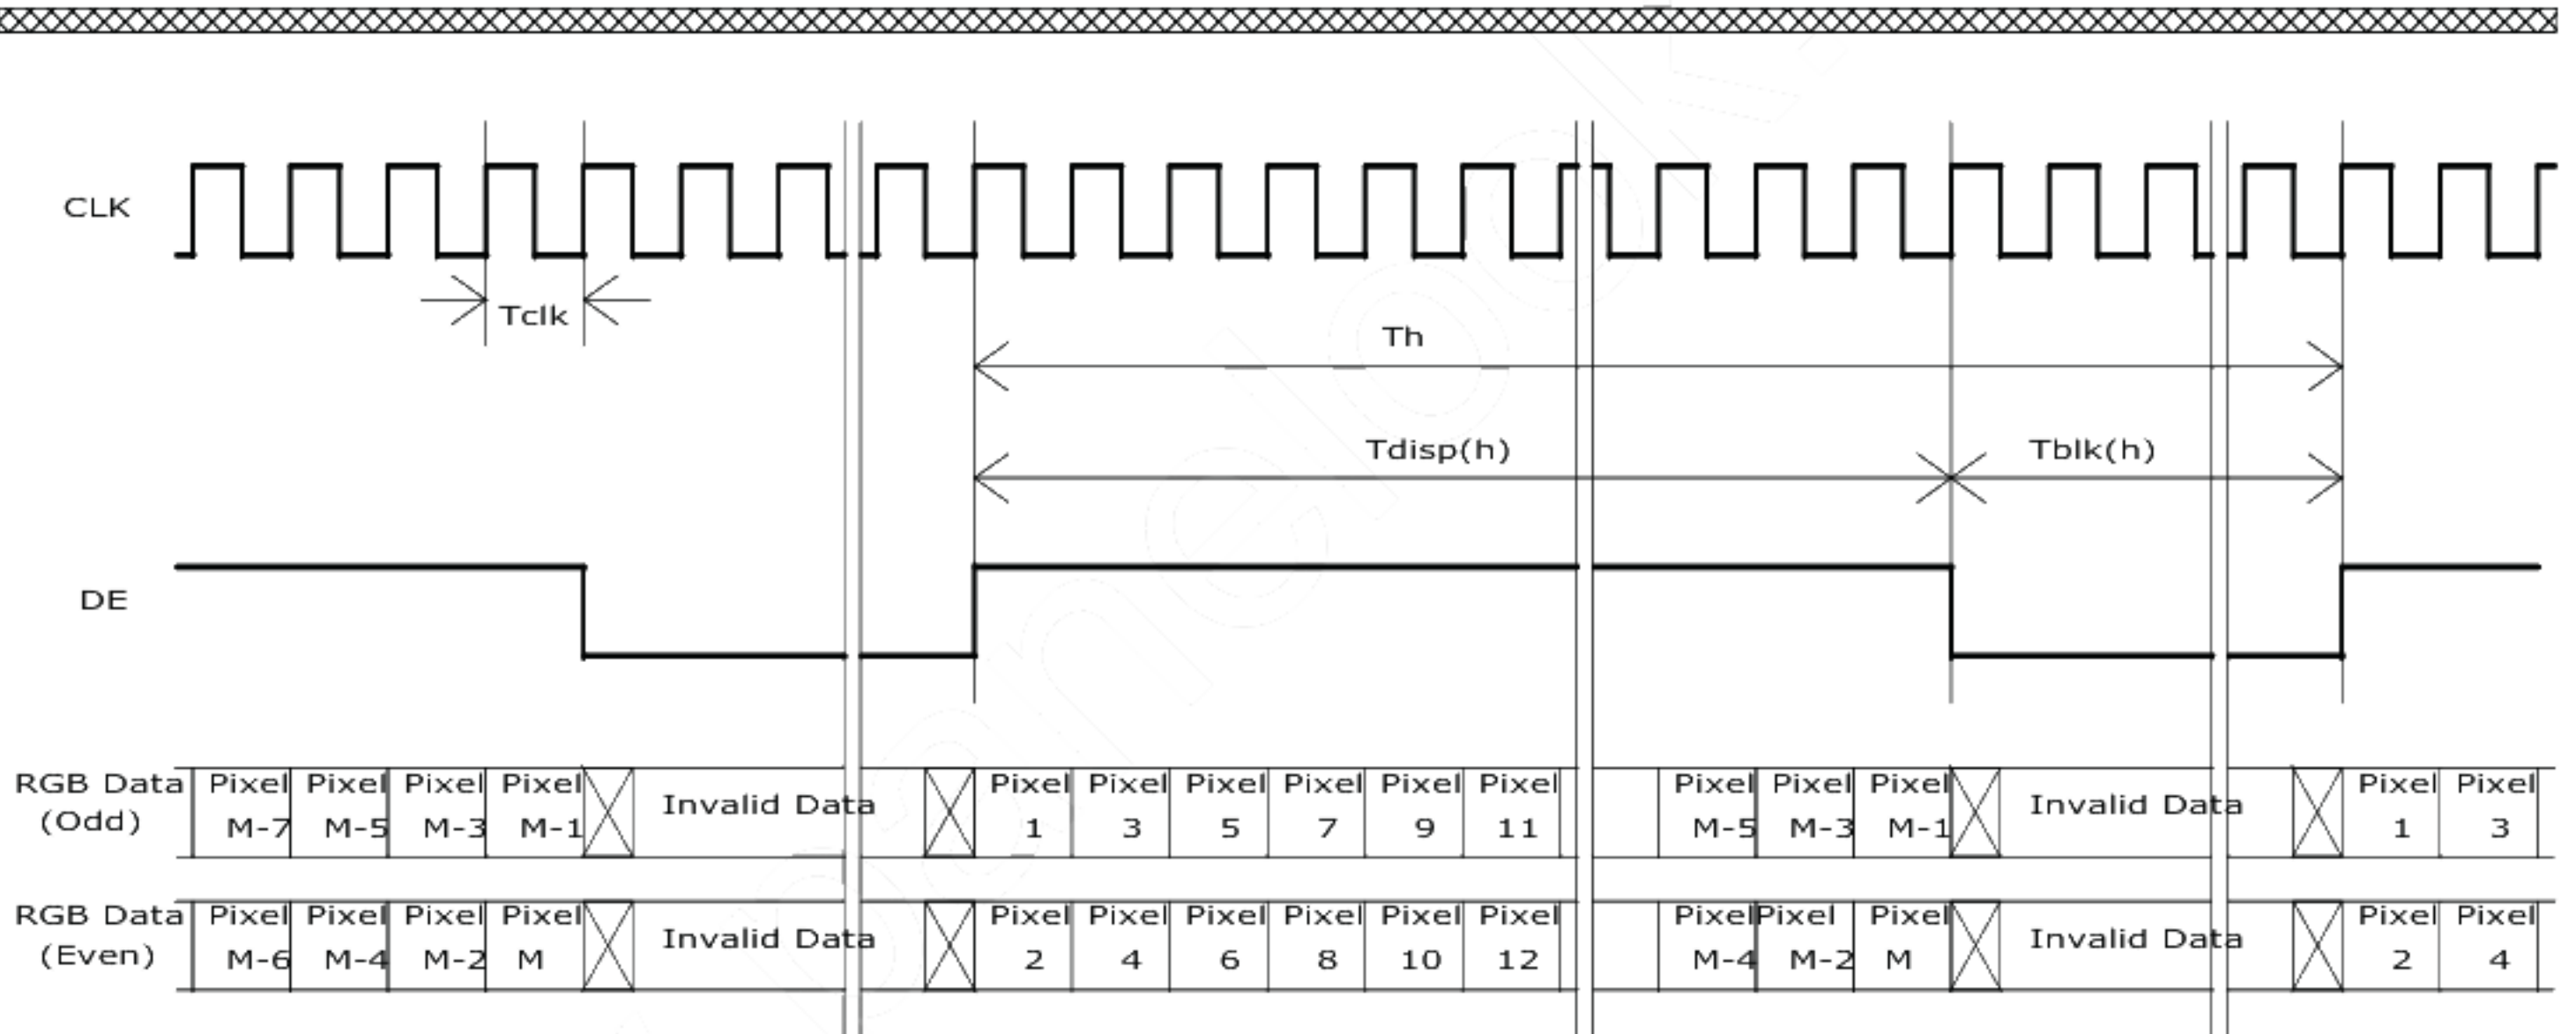 CLK
Tclk
Th
Tdisp(h)
Tblk(h)
DE
RGB Data Pixel Pixel Pixel Pixel Pixel Pixel Pixel Pixel Pixel Pixel Pixel Pixel Pixel Pixel Pixel
(Odd) M-7 M-5 M-3 M-1 Invalid Data 1 3 5 7 9 11 M-5 M-3 M-1 Invalid Data 1 3
RGB Data Pixel Pixel Pixel Pixel Pixel Pixel Pixel Pixel Pixel Pixel Pixel Pixel Pixel Pixel Pixel
(Even) M-6 M-4 M-2 M Invalid Data 2 4 6 8 10 12 M-4 M-2 M Invalid Data 2 4